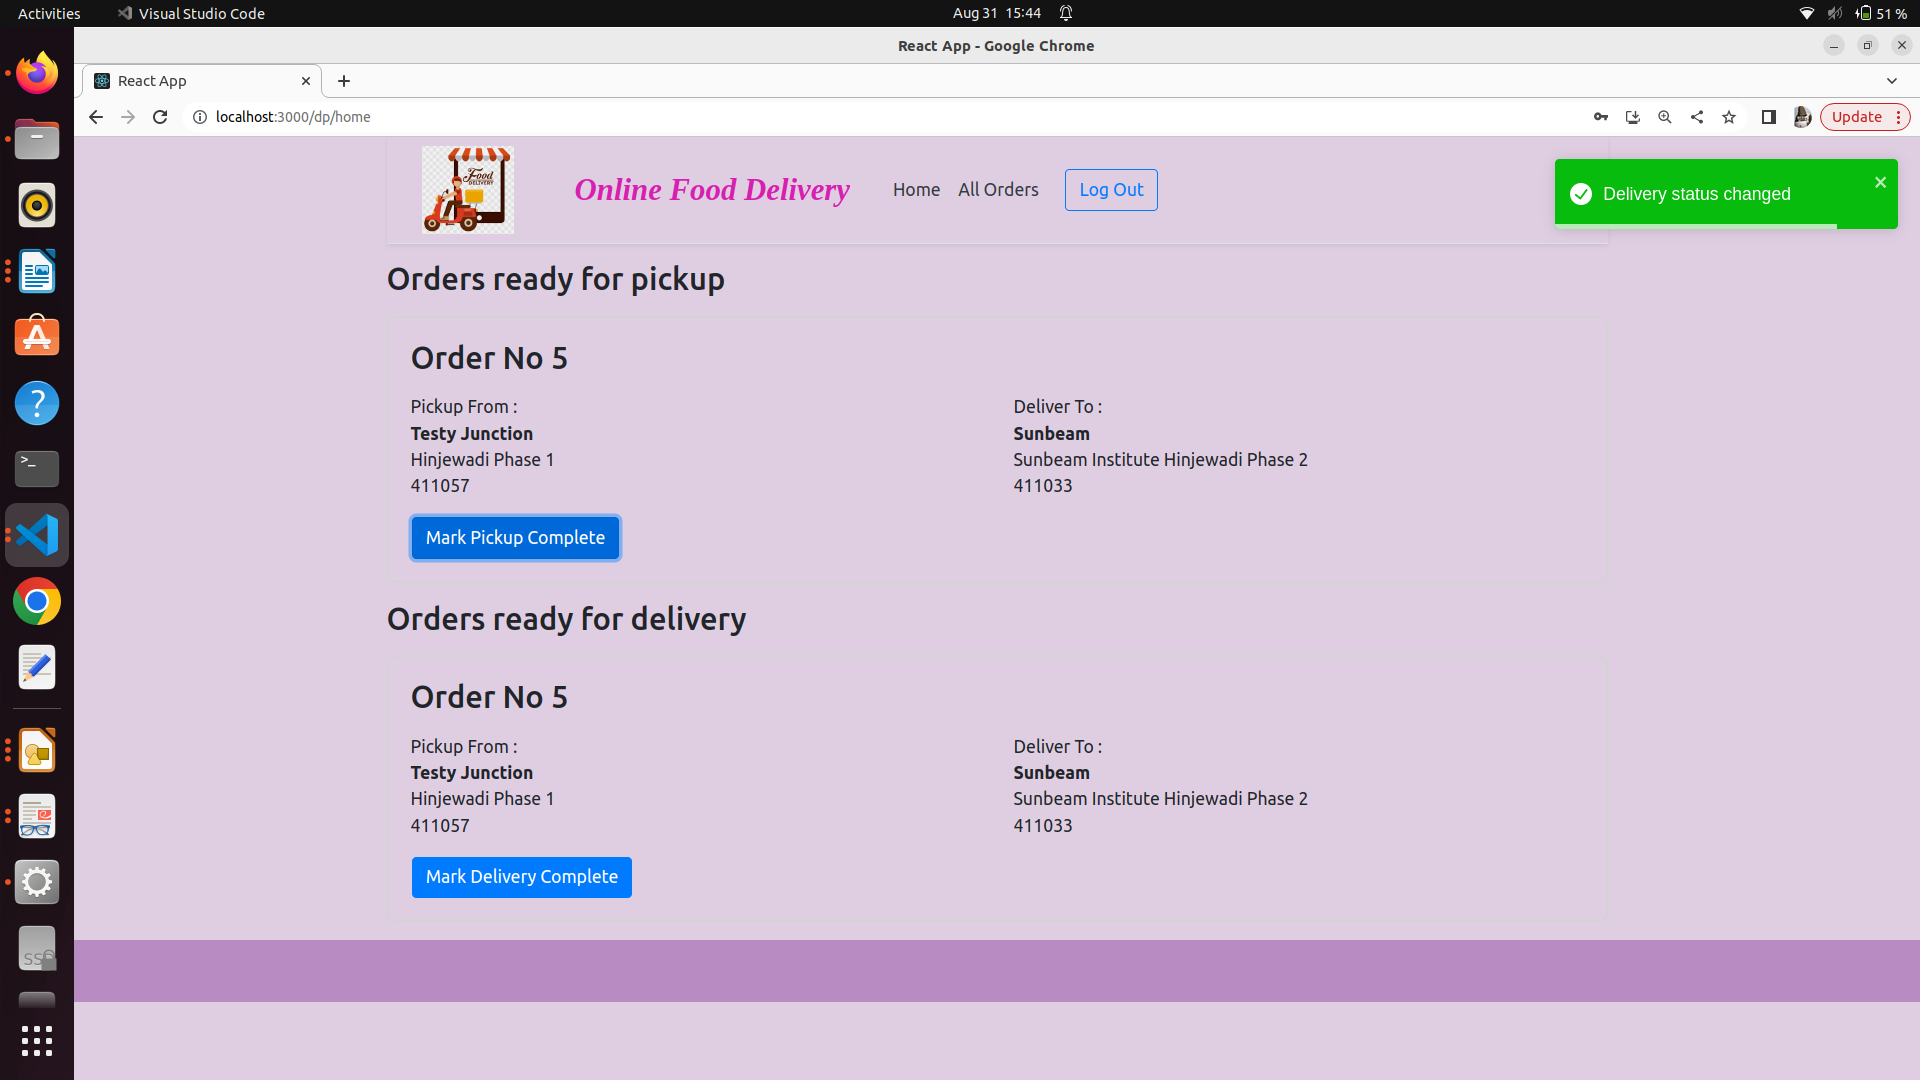 Activities Visual Studio Code Aug 31 15:44 51 %
React App - Google Chrome
React App
localhost:3000/dp/home Update
Food
DELIVERY
Online Food Delivery Home All Orders Log Out
Delivery status changed
Orders ready for pickup
Order No 5
Pickup From : Deliver To :
Testy Junction Sunbeam
Hinjewadi Phase 1 Sunbeam Institute Hinjewadi Phase 2
411057 411033
Mark Pickup Complete
Orders ready for delivery
Order No 5
Pickup From : Deliver To :
Testy Junction Sunbeam
Hinjewadi Phase 1 Sunbeam Institute Hinjewadi Phase 2
411057 411033
Mark Delivery Complete